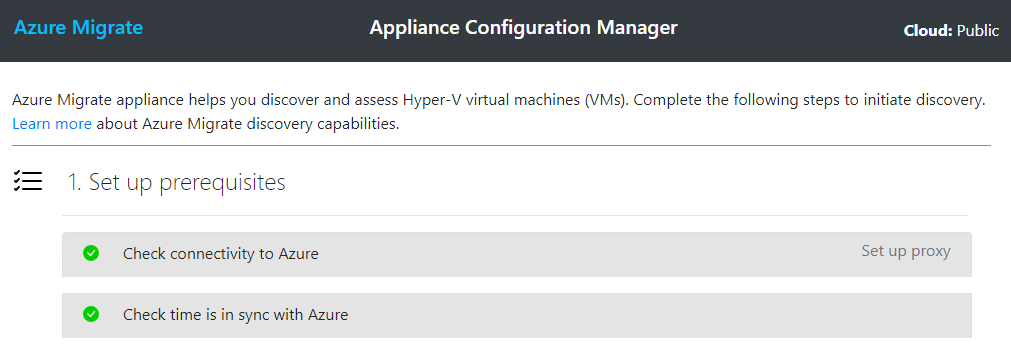 Azure Migrate
Appliance Configuration Manager
Cloud: Public
Azure Migrate appliance helps you discover and assess Hyper-V virtual machines (VMs). Complete the following steps to initiate discovery.
Learn more about Azure Migrate discovery capabilities.
1. Set up prerequisites
Check connectivity to Azure
Set up proxy
Check time is in sync with Azure